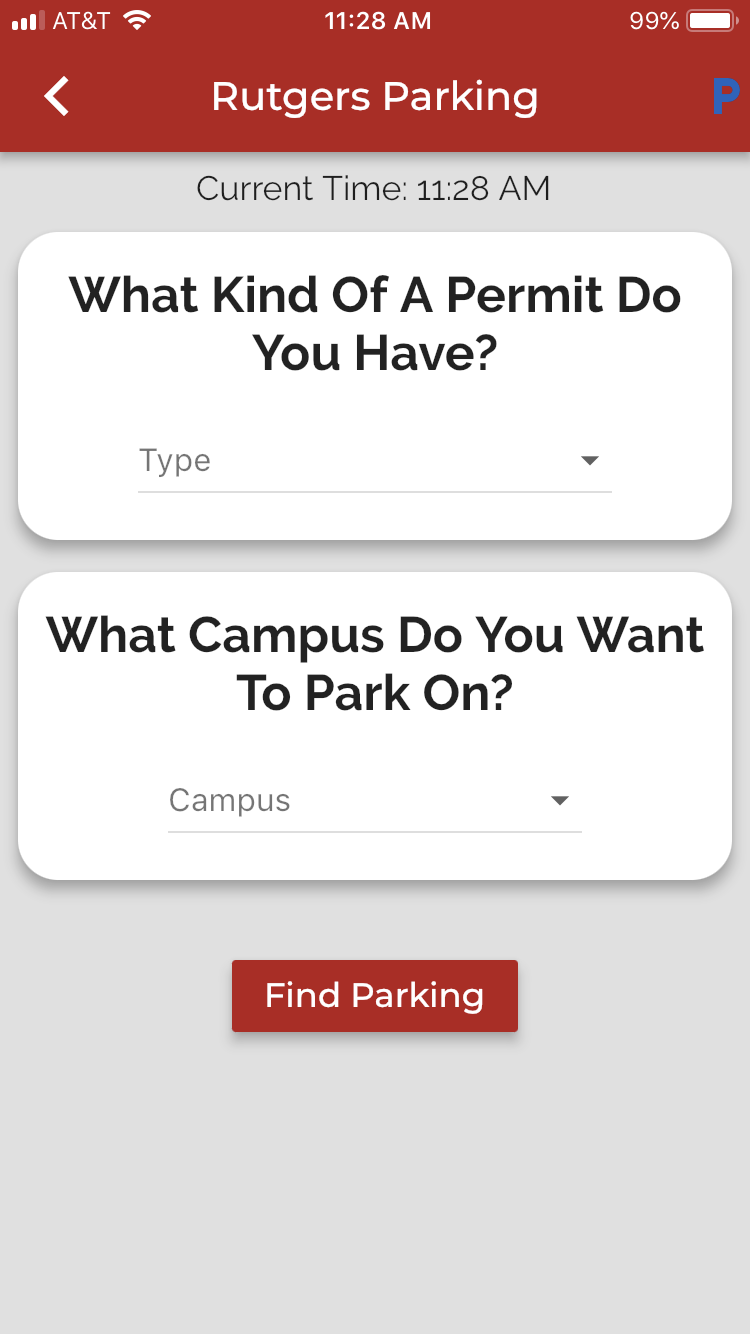 AT&T 11:28 AM 99%
Rutgers Parking P
Current Time: 11:28 AM
What Kind Of A Permit Do
You Have?
Type
What Campus Do You Want
To Park On?
Campus
Find Parking